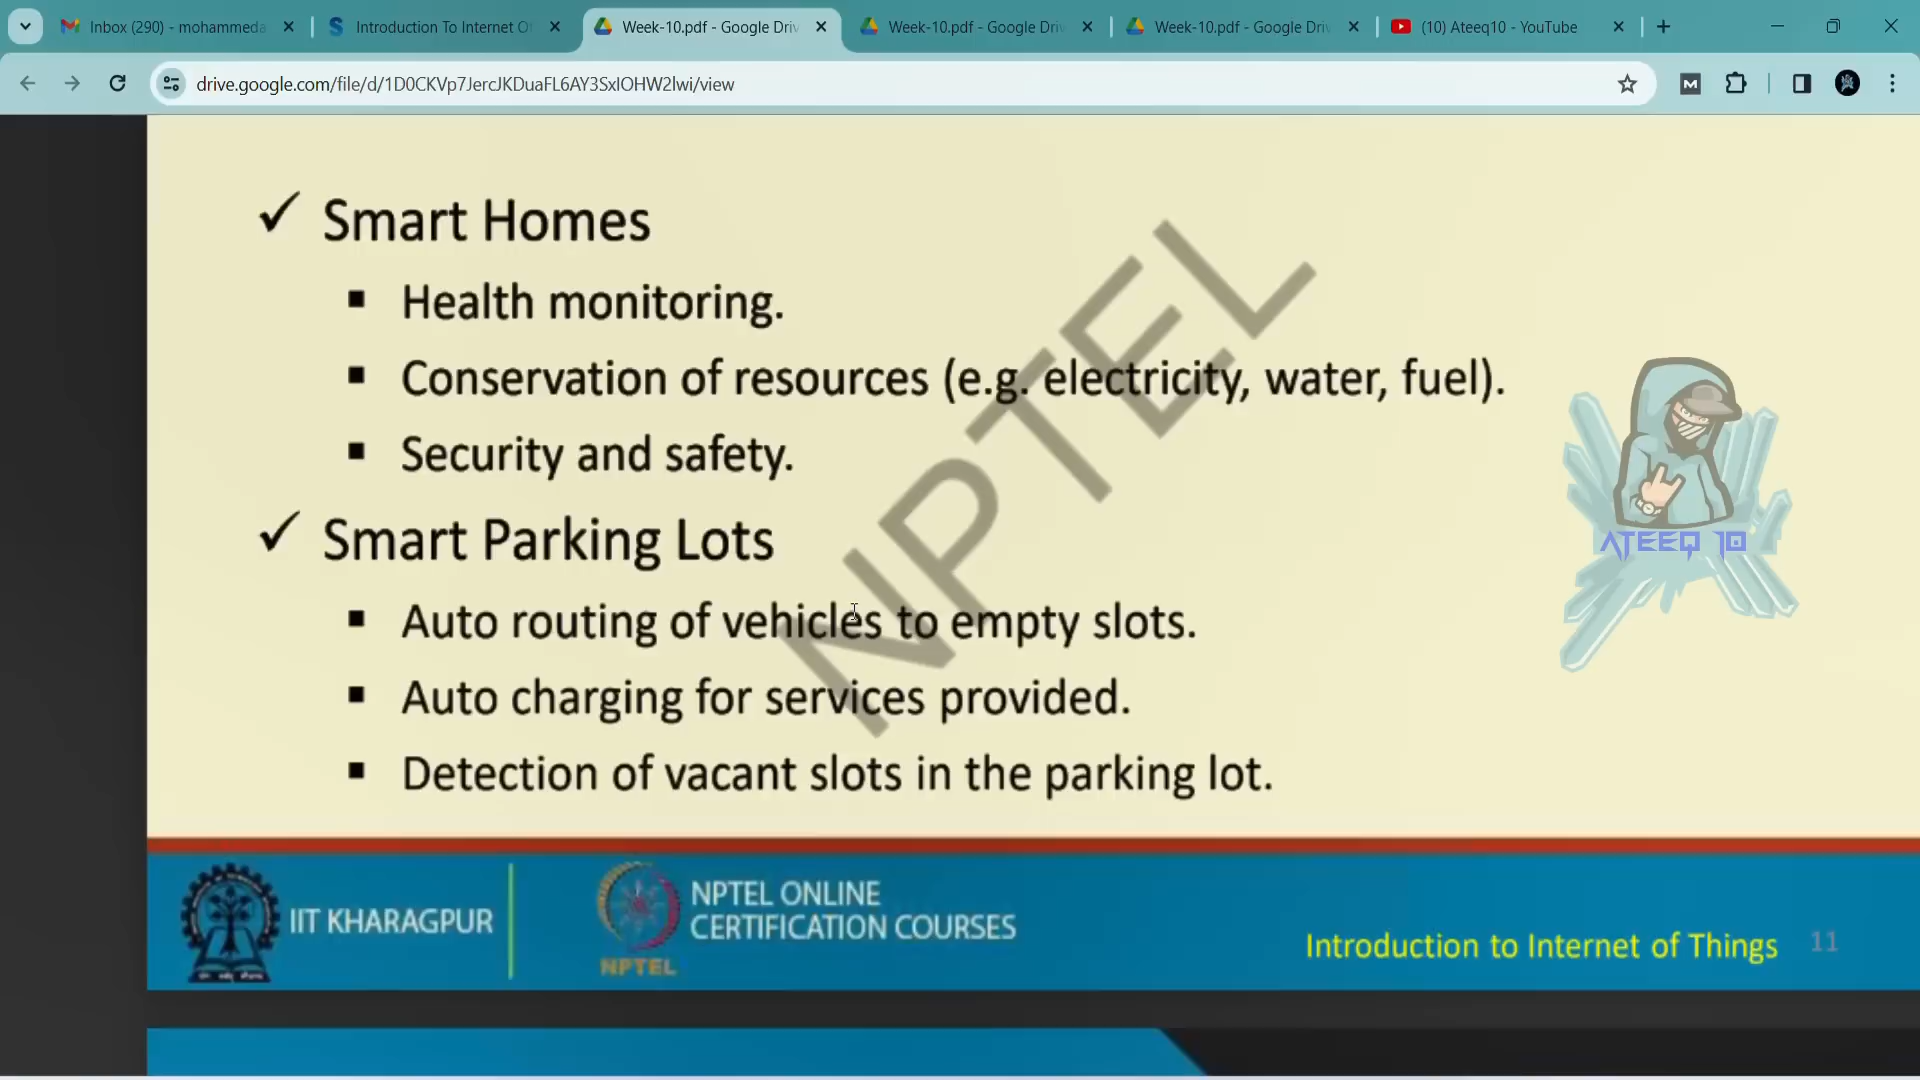 Inbox (290) - mohammeda
Introduction To Internet Of
Week-10.pdf - Google Driv
Week-10.pdf - Google Driv
Week-10.pdf - Google Driv
(10) Ateeq10 - YouTube
drive.google.com/file/d/1D0CKVp7JercJKDuaFL6AY3SxIOHW2lwi/view
✓ Smart Homes
▪ Health monitoring.
▪ Conservation of resources (e.g. electricity, water, fuel).
▪ Security and safety.
✓ Smart Parking Lots
▪ Auto routing of vehicles to empty slots.
▪ Auto charging for services provided.
▪ Detection of vacant slots in the parking lot.
NPTEL
ATEEQ 10
IIT KHARAGPUR
NPTEL
NPTEL ONLINE
CERTIFICATION COURSES
Introduction to Internet of Things
11